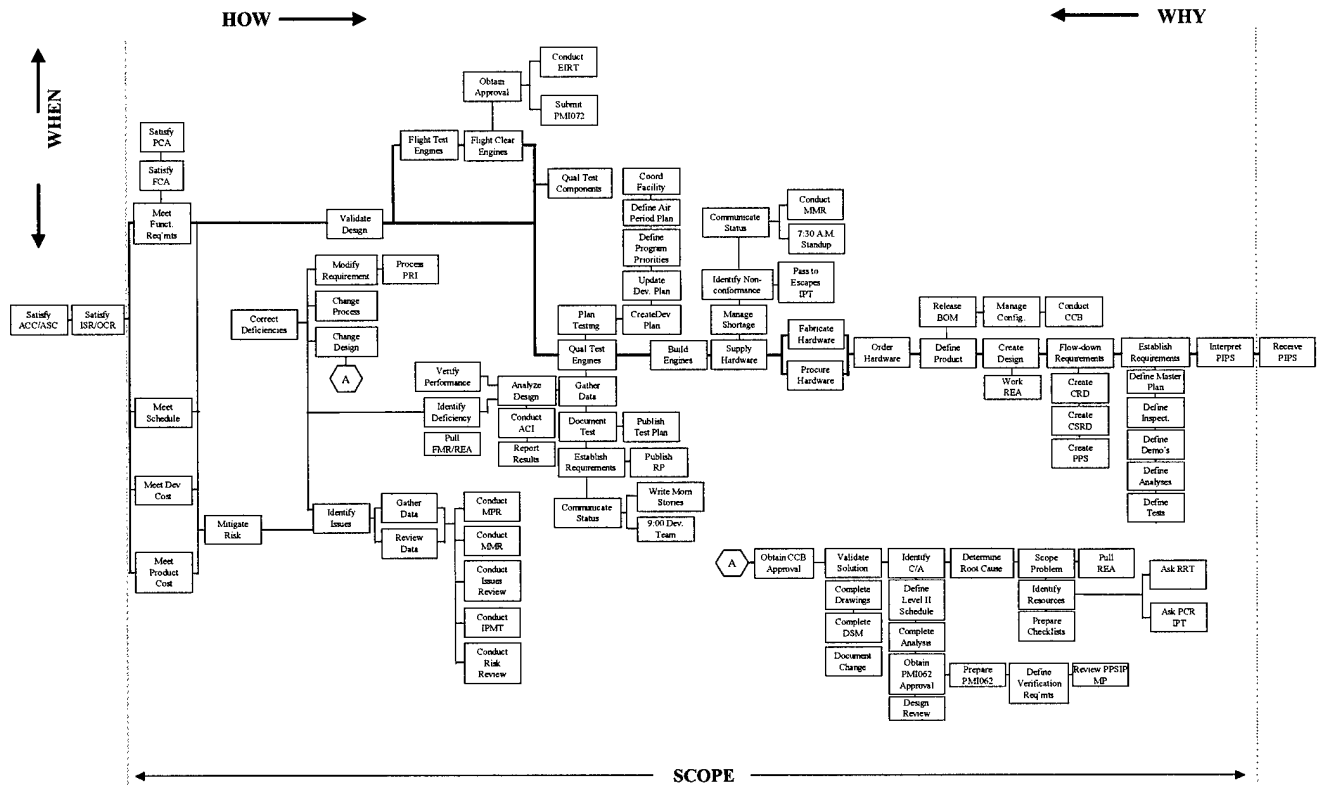 HOW
WHY
WHEN
Conduct
EIRT
Obtain
Approval
Submit
PMI072
Satisfy
PCA
Satisfy
FCA
Meet
Funct.
Req'mts
Flight Test
Engines
Flight Clear
Engines
Validate
Design
Qual Test
Components
Coord
Facility
Define Air
Period Plan
Define
Program
Priorities
Update
Dev. Plan
CreateDev
Plan
Plan
Testing
Communicate
Status
Conduct
MMR
7:30 A.M.
Standup
Identify Non-
conformance
Pass to
Escapes
IPT
Manage
Shortage
Modify
Requirement
Process
PRI
Change
Process
Change
Design
A
Correct
Deficiencies
Satisfy
ACC/ASC
Satisfy
ISR/OCR
Qual Test
Engines
Build
Engines
Supply
Hardware
Fabricate
Hardware
Procure
Hardware
Order
Hardware
Release
BOM
Manage
Config.
Conduct
CCB
Define
Product
Create
Design
Work
REA
Flow-down
Requirements
Create
CRD
Create
CSRD
Create
PPS
Establish
Requirements
Define Master
Plan
Define
Inspect.
Define
Demo's
Define
Analyses
Define
Tests
Interpret
PIPS
Receive
PIPS
Verify
Performance
Analyze
Design
Identify
Deficiency
Conduct
ACI
Pull
FMR/REA
Report
Results
Gather
Data
Document
Test
Publish
Test Plan
Establish
Requirements
Publish
RP
Communicate
Status
Write Morn
Stories
9:00 Dev.
Team
Meet
Schedule
Meet Dev
Cost
Meet
Product
Cost
Mitigate
Risk
Identify
Issues
Gather
Data
Review
Data
Conduct
MPR
Conduct
MMR
Conduct
Issues
Review
Conduct
IPMT
Conduct
Risk
Review
A
Obtain CCB
Approval
Validate
Solution
Complete
Drawings
Complete
DSM
Document
Change
Identify
C/A
Define
Level II
Schedule
Complete
Analysis
Obtain
PMI062
Approval
Design
Review
Prepare
PMI062
Define
Verification
Req'mts
Review PPSIP
MP
Determine
Root Cause
Scope
Problem
Identify
Resources
Prepare
Checklists
Pull
REA
Ask RRT
Ask PCR
IPT
SCOPE